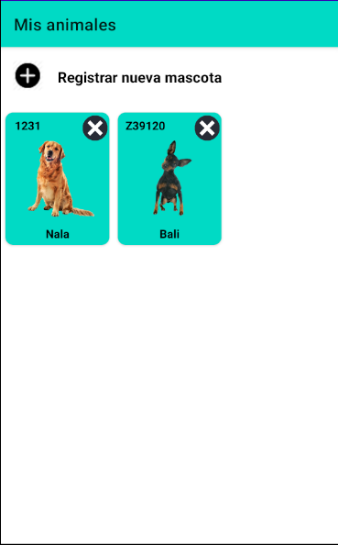 Mis animales
Registrar nueva mascota
1231
Z39120
Nala
Bali